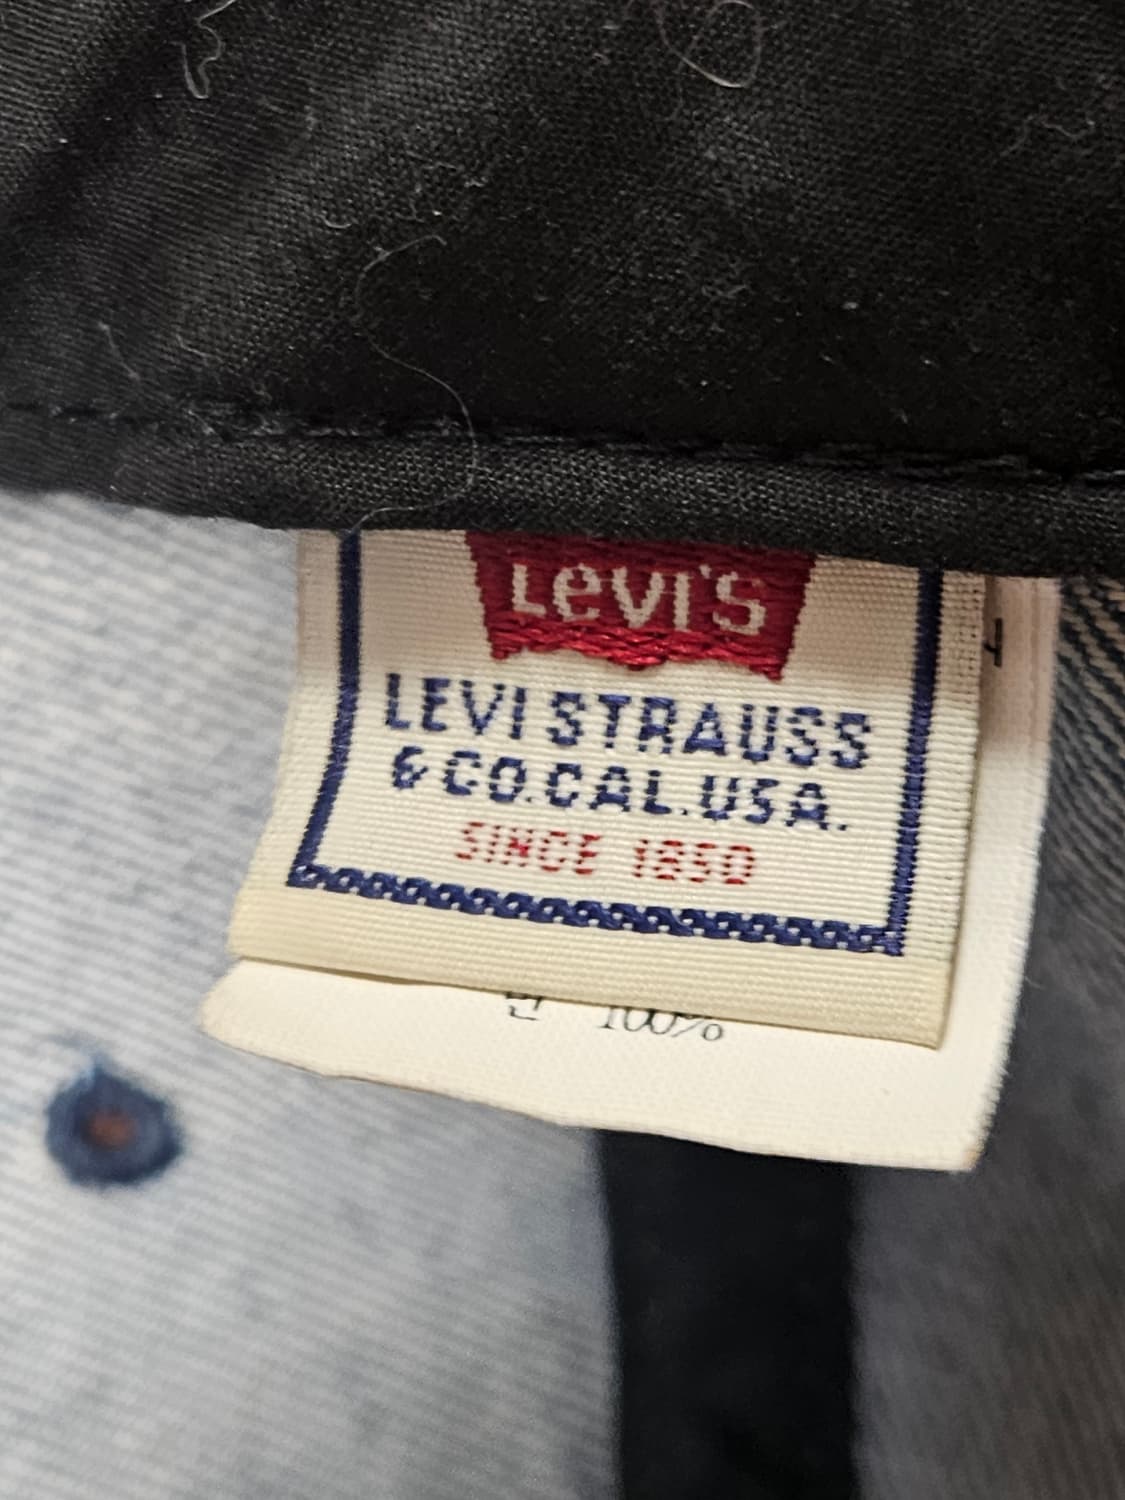 LeVI'S
LEVI STRAUSS
& CO. CAL. USA.
SINCE 1850
100%